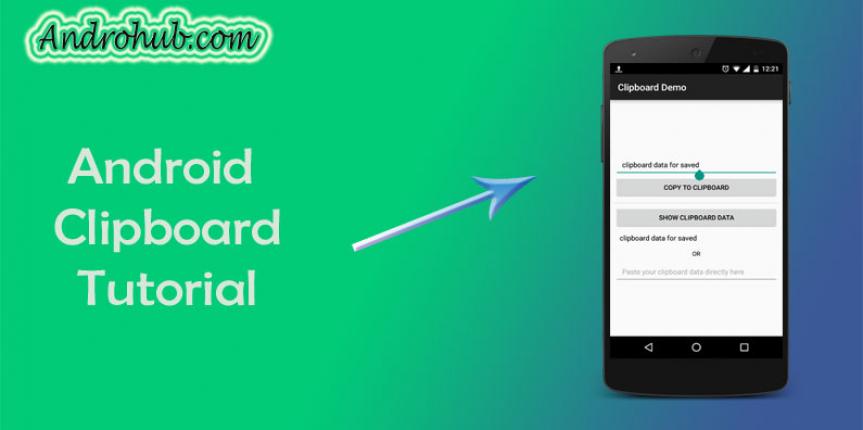 Androhub.com
Android
Clipboard
Tutorial
12:21
Clipboard Demo
clipboard data for saved
COPY TO CLIPBOARD
SHOW CLIPBOARD DATA
clipboard data for saved
OR
Paste your clipboard data directly here